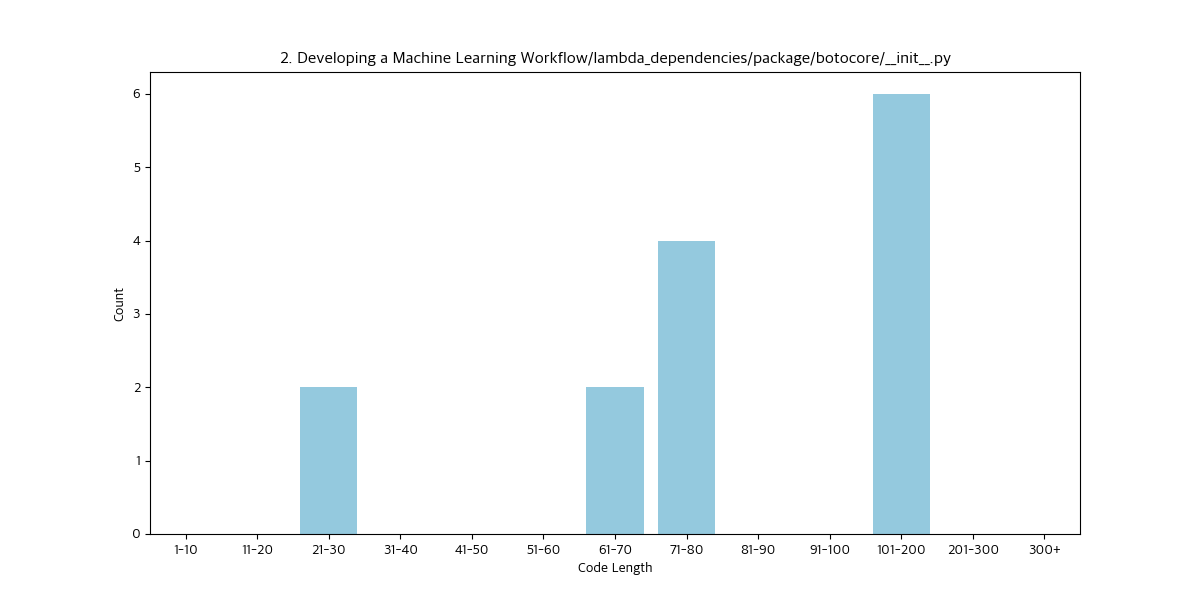 2. Developing a Machine Learning Workflow/lambda_dependencies/package/botocore/__init__.py
6
5
4
3
2
1
0
Count
1-10 11-20 21-30 31-40 41-50 51-60 61-70 71-80 81-90 91-100 101-200 201-300 300+
Code Length